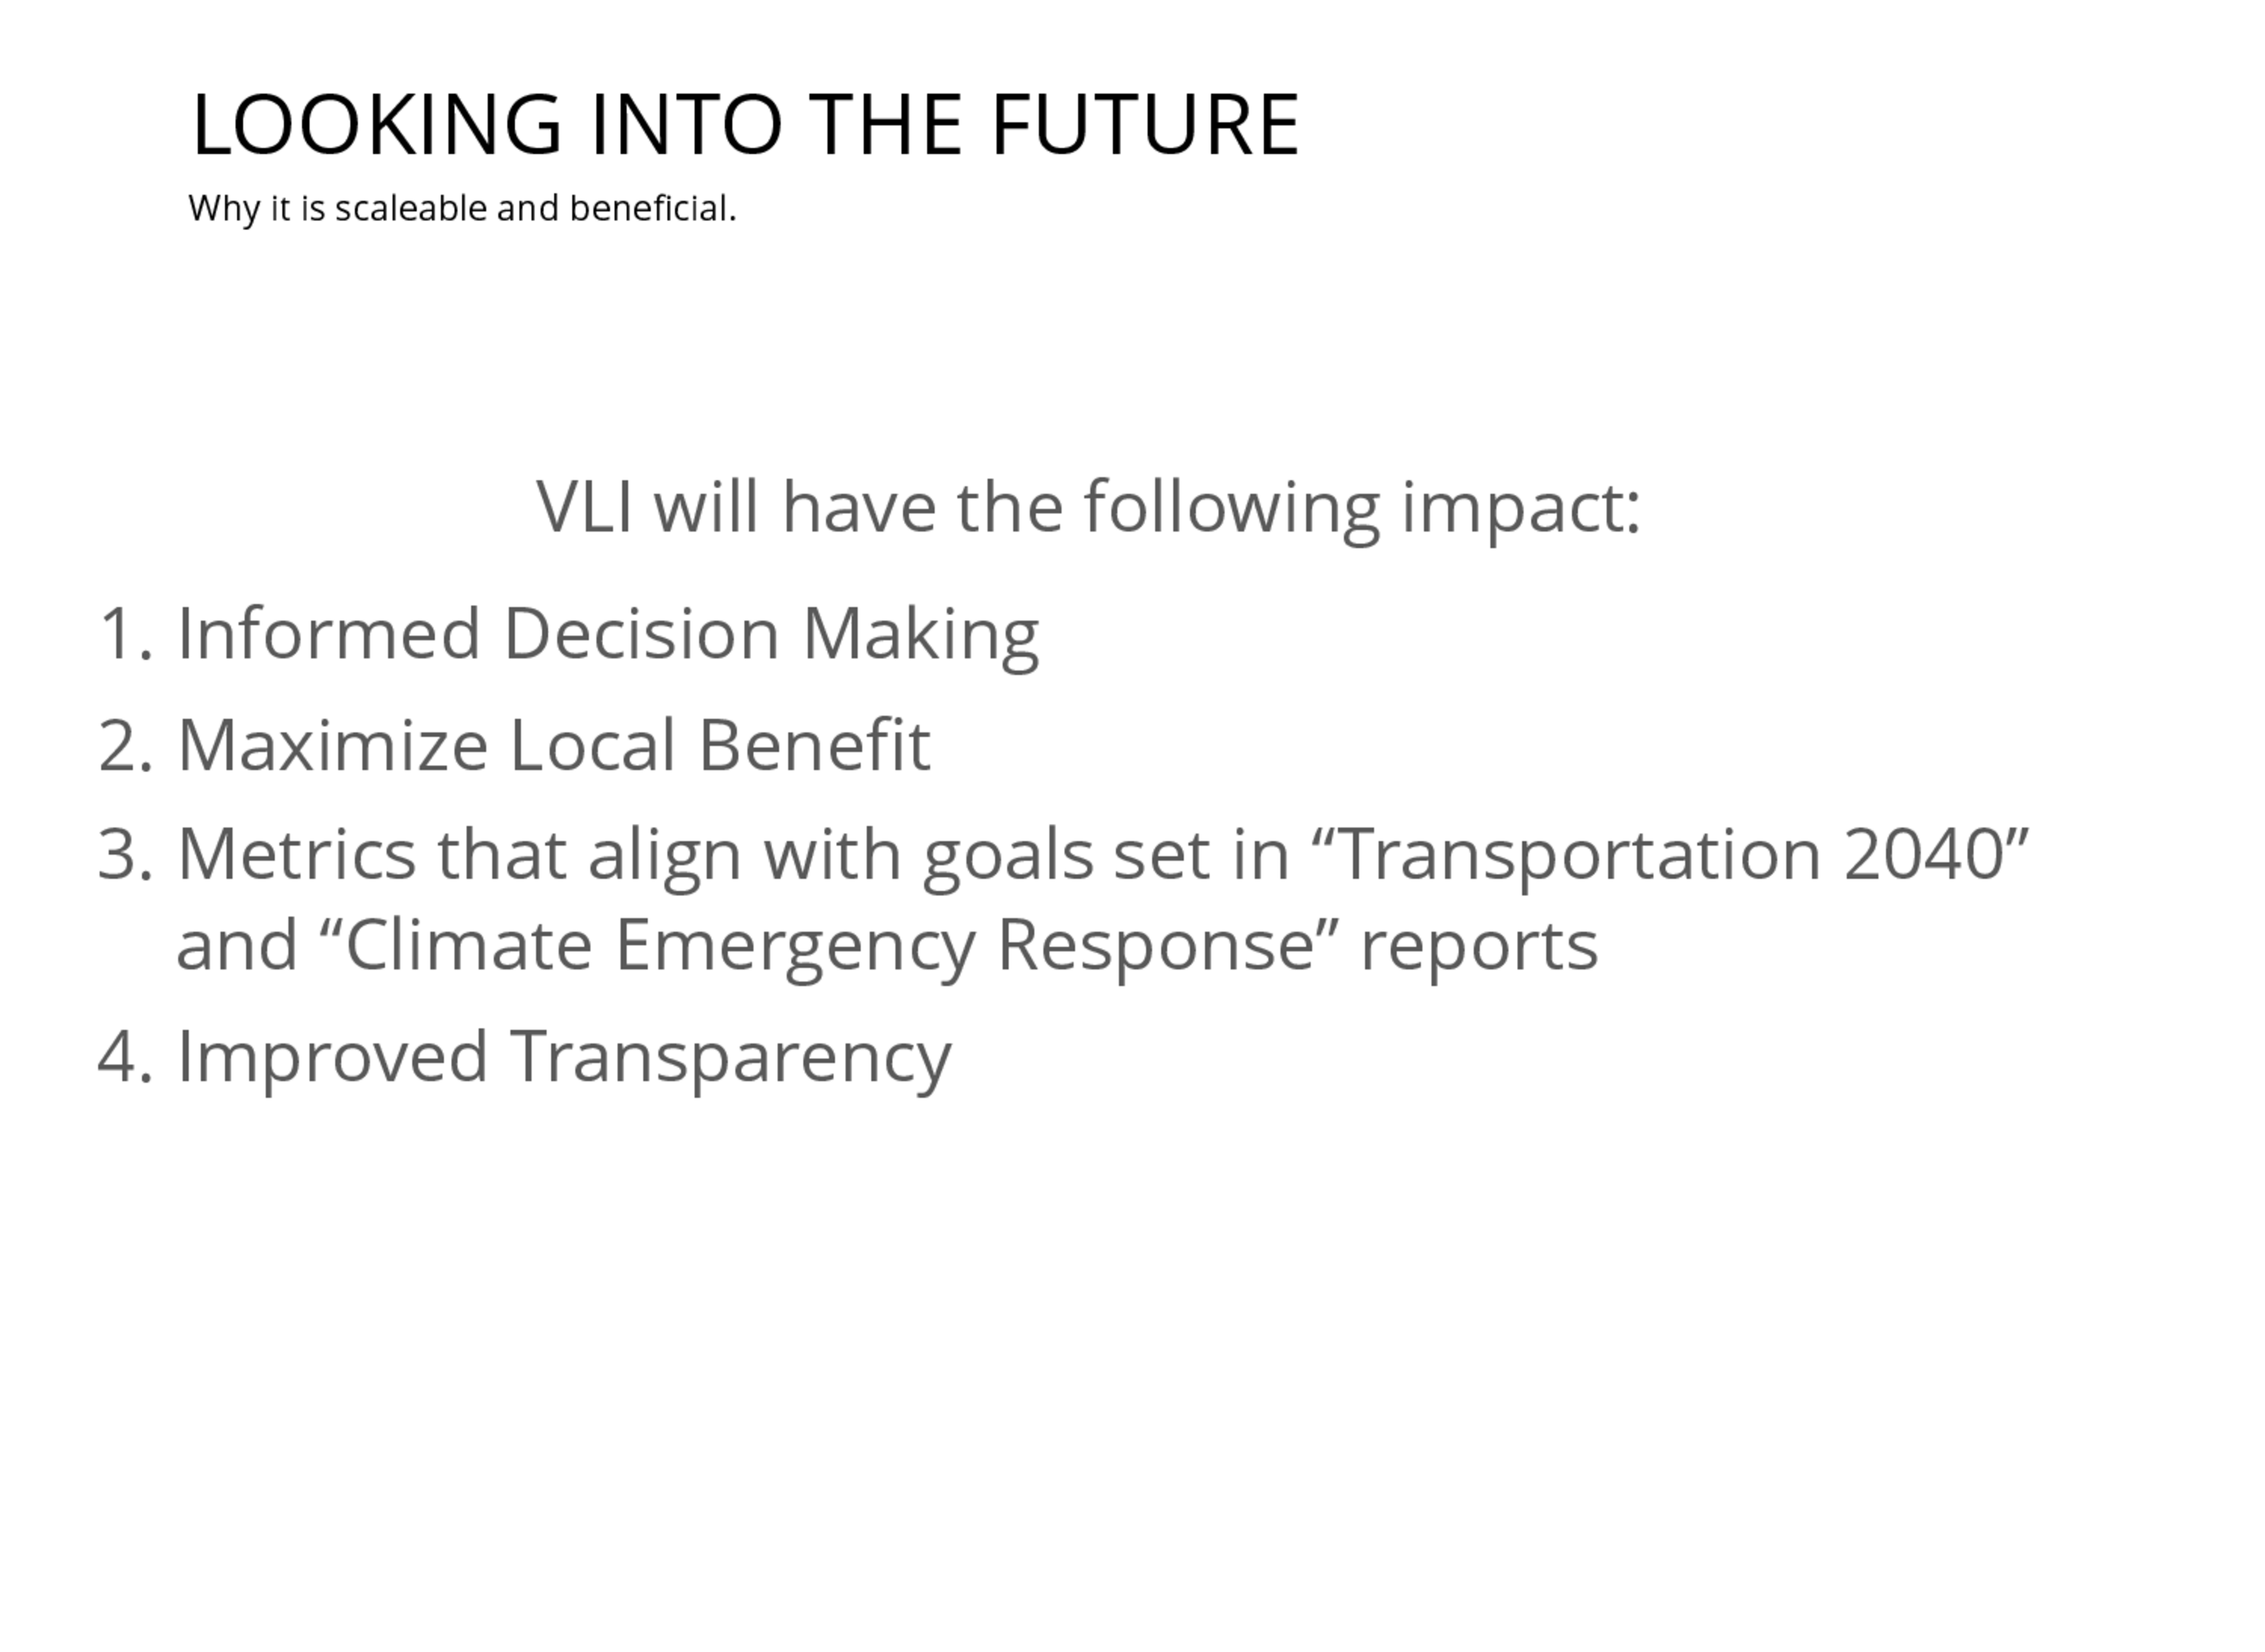 LOOKING INTO THE FUTURE
Why it is scaleable and beneficial.
VLI will have the following impact:
1. Informed Decision Making
2. Maximize Local Benefit
3. Metrics that align with goals set in “Transportation 2040”
and “Climate Emergency Response” reports
4. Improved Transparency